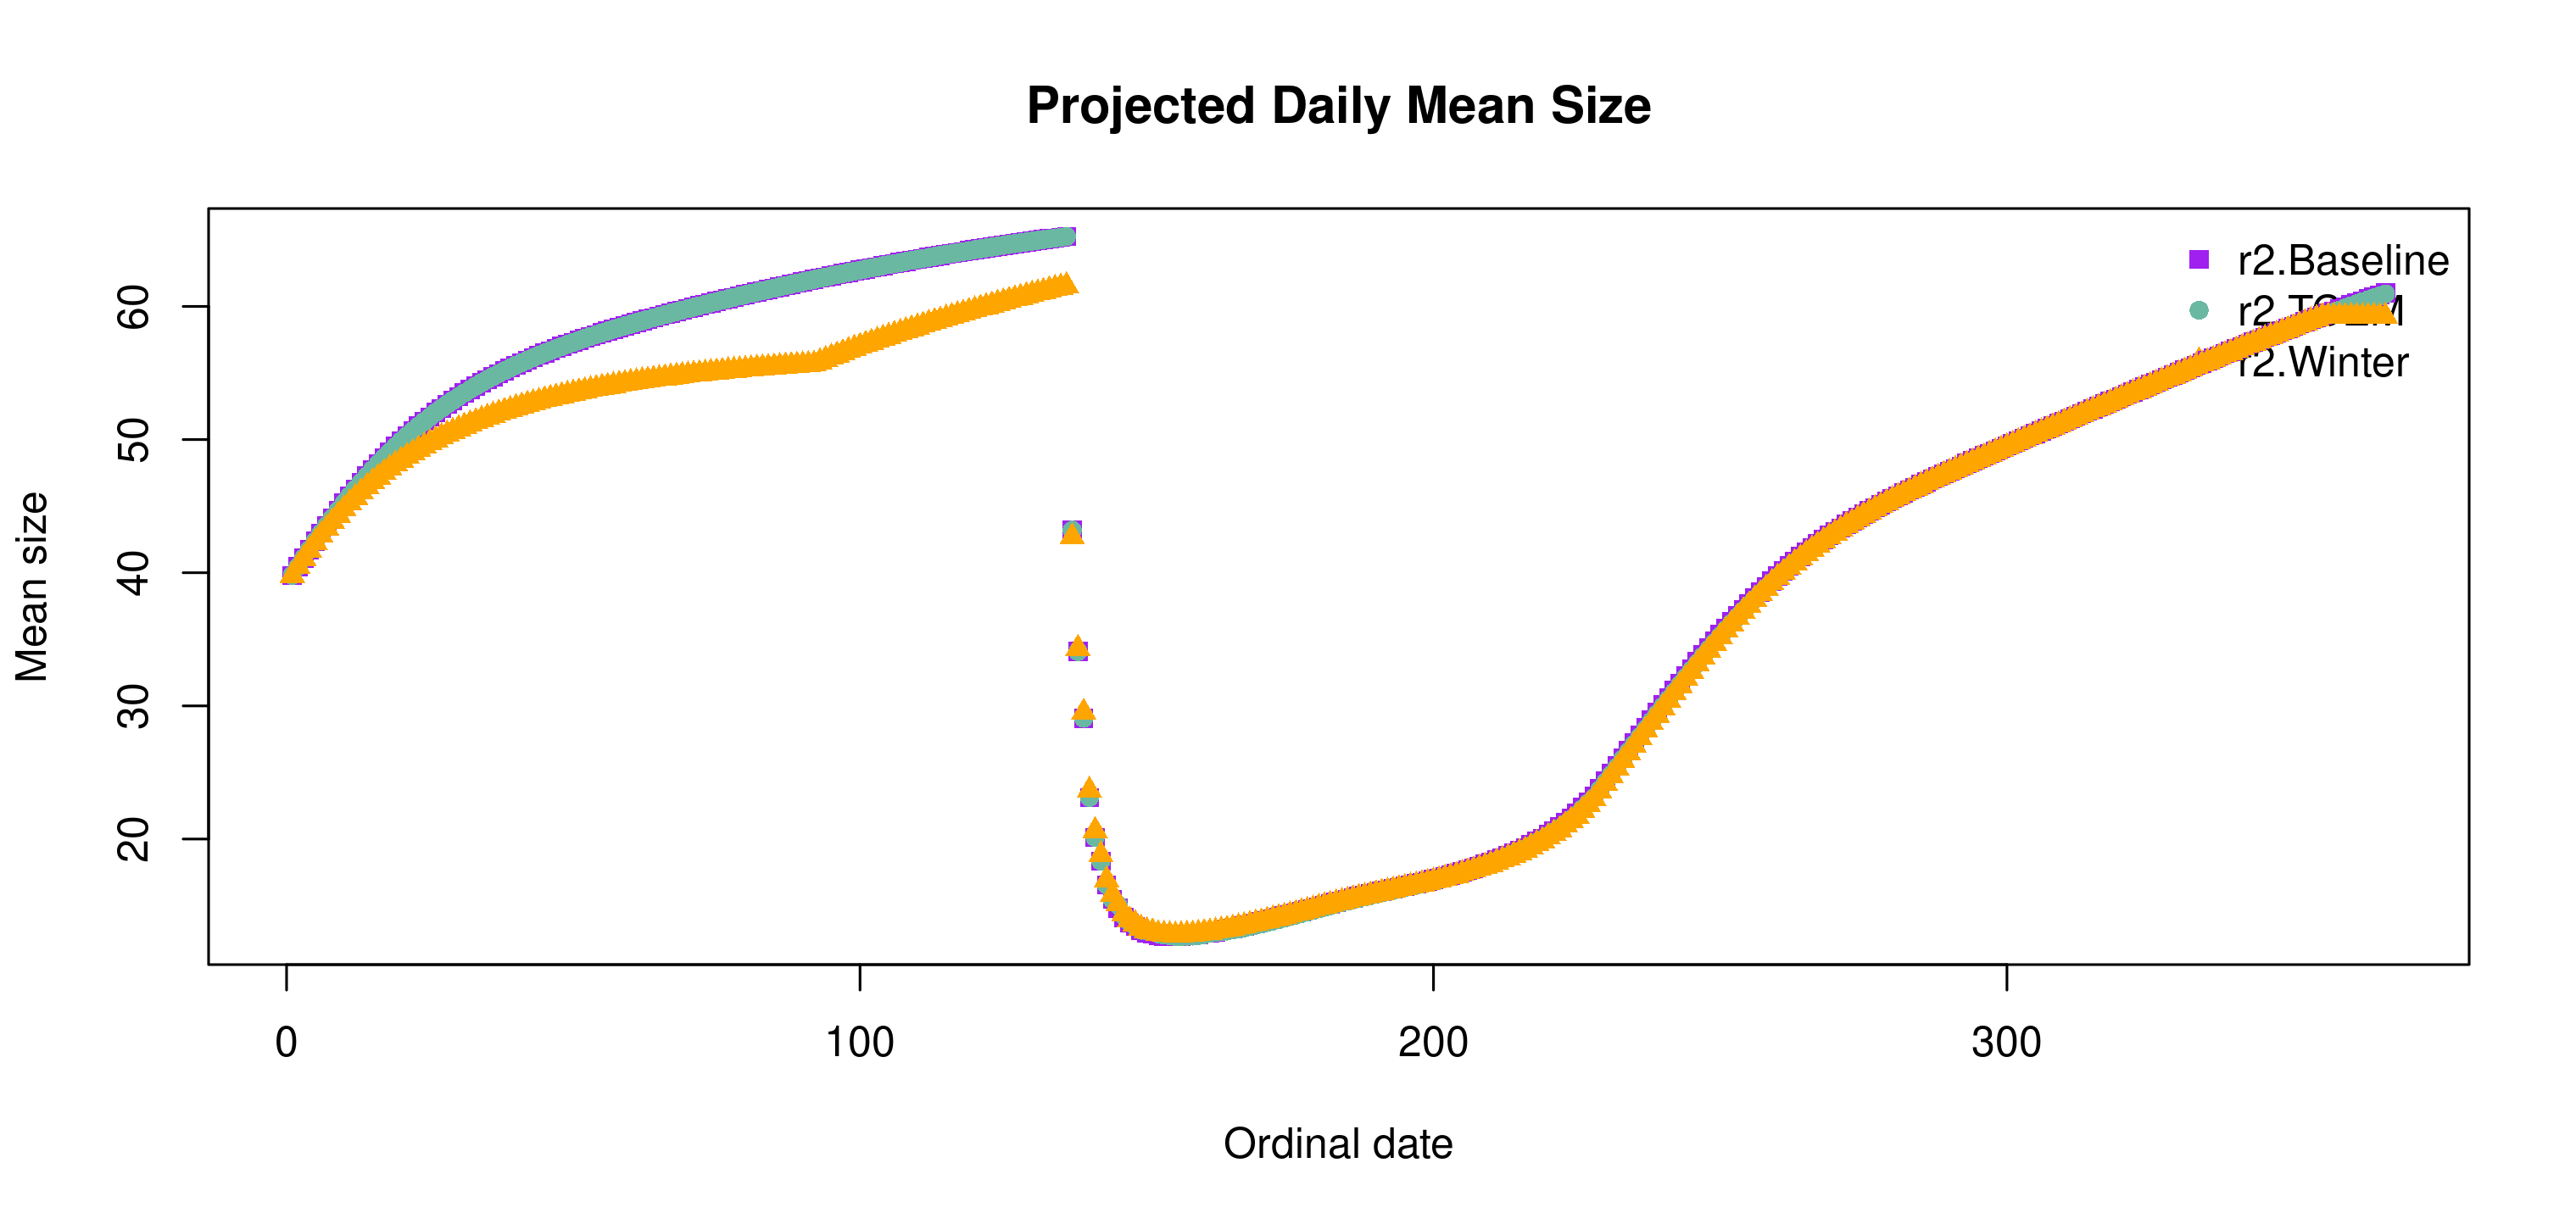 Projected Daily Mean Size
Mean size
60
50
40
30
20
r2.Baseline
r2.Winter
0 100 200 300
Ordinal date